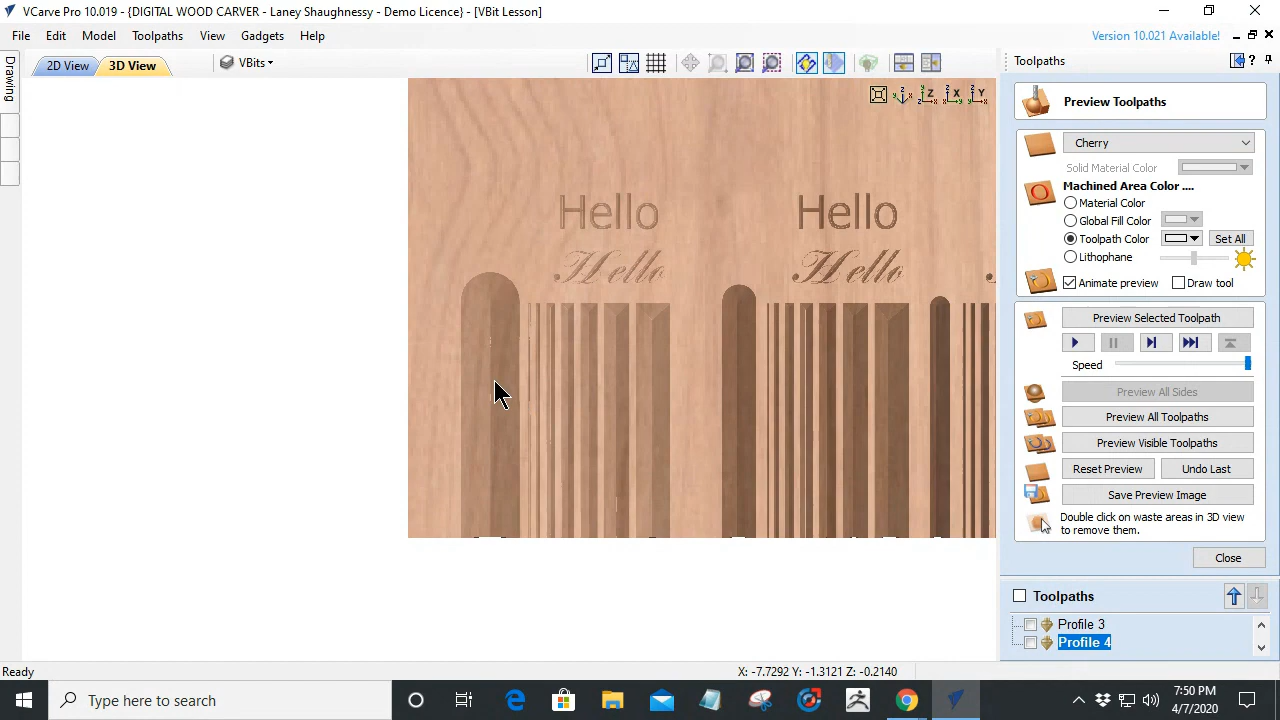 VCarve Pro 10.019 - {DIGITAL WOOD CARVER - Laney Shaughnessy - Demo Licence} - [VBit Lesson]
File Edit Model Toolpaths View Gadgets Help
Version 10.021 Available!
Drawing
2D View
3D View
VBits
Toolpaths
Z X Y
Hello
Hello
Hello
Hello
Preview Toolpaths
Cherry
Solid Material Color
Machined Area Color ....
Material Color
Global Fill Color
Toolpath Color
Set All
Lithophane
Animate preview
Draw tool
Preview Selected Toolpath
Speed
Preview All Sides
Preview All Toolpaths
Preview Visible Toolpaths
Reset Preview
Undo Last
Save Preview Image
Double click on waste areas in 3D view
to remove them.
Close
Toolpaths
Profile 3
Profile 4
Ready
X: -7.7292 Y: -1.3121 Z: -0.2140
Type here to search
7:50 PM
4/7/2020